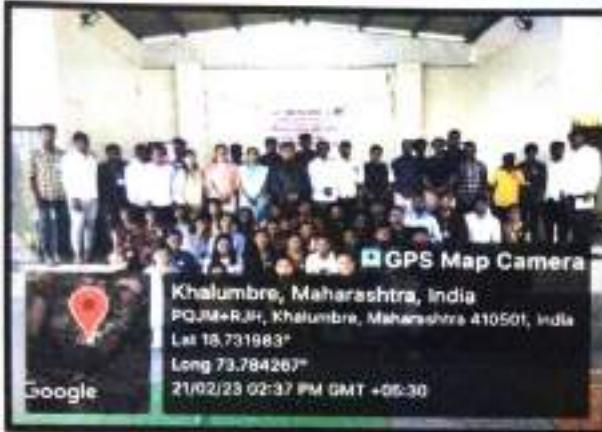 GPS Map Camera
Khalumbre, Maharashtra, India
PQJM+RJH, Khalumbre, Maharashtra 410501, India
Lat 18.731983°
Long 73.784267°
21/02/23 02:37 PM GMT +05:30
Google